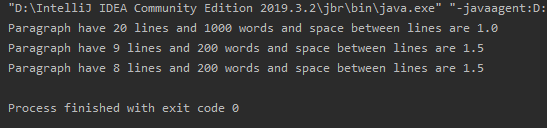 "D:\IntelliJ IDEA Community Edition 2019.3.2\jbr\bin\java.exe" "-javaagent:D:
Paragraph have 20 lines and 1000 words and space between lines are 1.0
Paragraph have 9 lines and 200 words and space between lines are 1.5
Paragraph have 8 lines and 200 words and space between lines are 1.5
Process finished with exit code 0